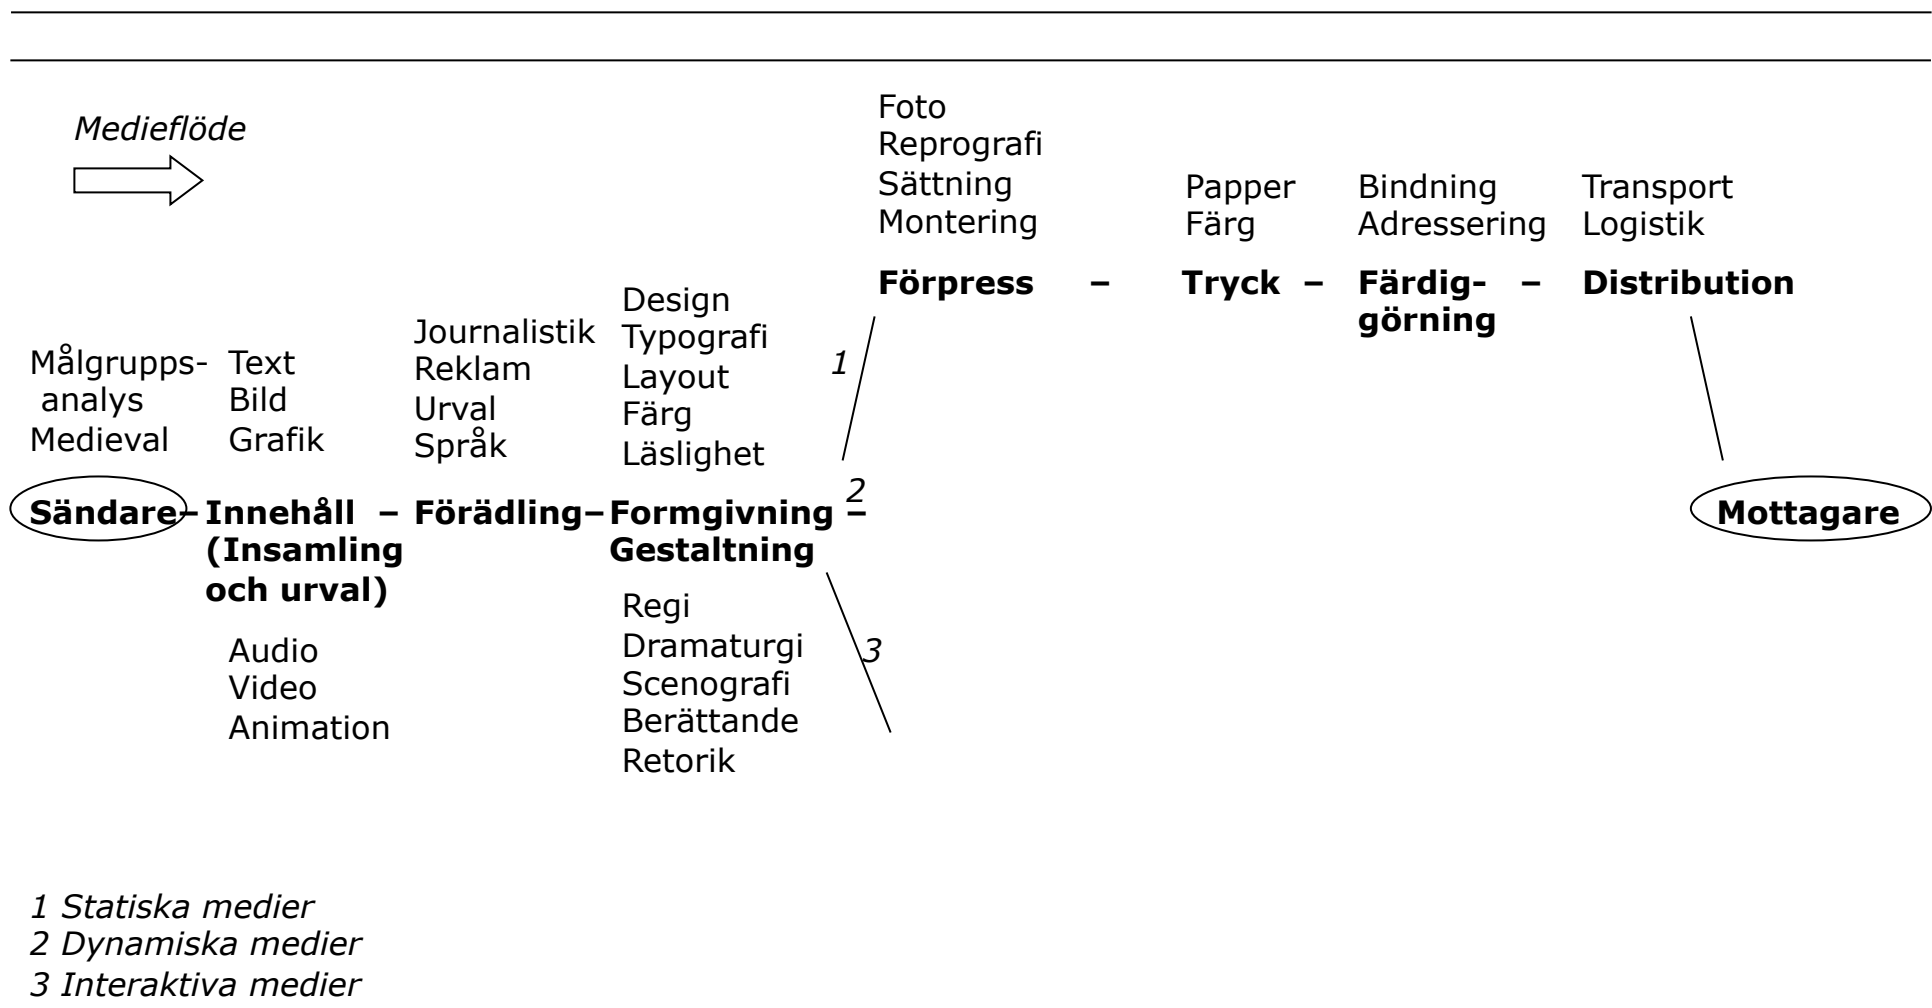 Medieflöde
Foto
Reprografi
Sättning
Montering
Papper
Färg
Bindning
Adressering
Transport
Logistik
Förpress – Tryck – Färdig- – Distribution
görning
Målgrupps-
analys
Medieval
Text
Bild
Grafik
Journalistik
Reklam
Urval
Språk
Design
Typografi
Layout
Färg
Läslighet
1
2
Sändare – Innehåll – Förädling – Formgivning –
(Insamling
och urval)
Gestaltning
Mottagare
Audio
Video
Animation
Regi
Dramaturgi
Scenografi
Berättande
Retorik
3
1 Statiska medier
2 Dynamiska medier
3 Interaktiva medier